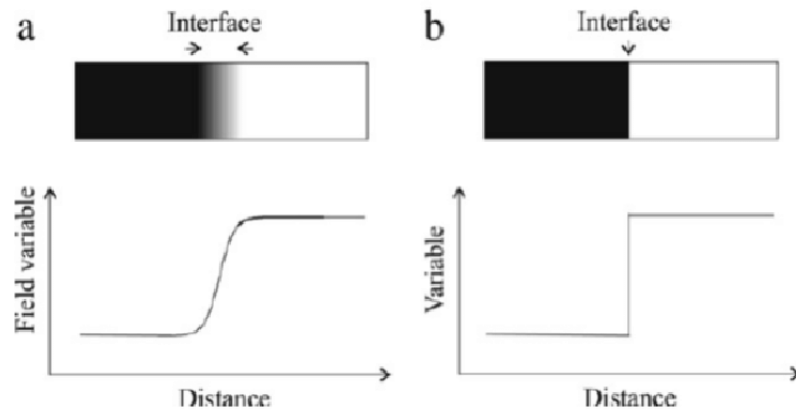 a
Interface
Field variable
Distance
b
Interface
Variable
Distance